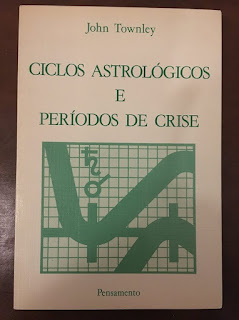 John Townley
CICLOS ASTROLÓGICOS
E
PERÍODOS DE CRISE
Pensamento